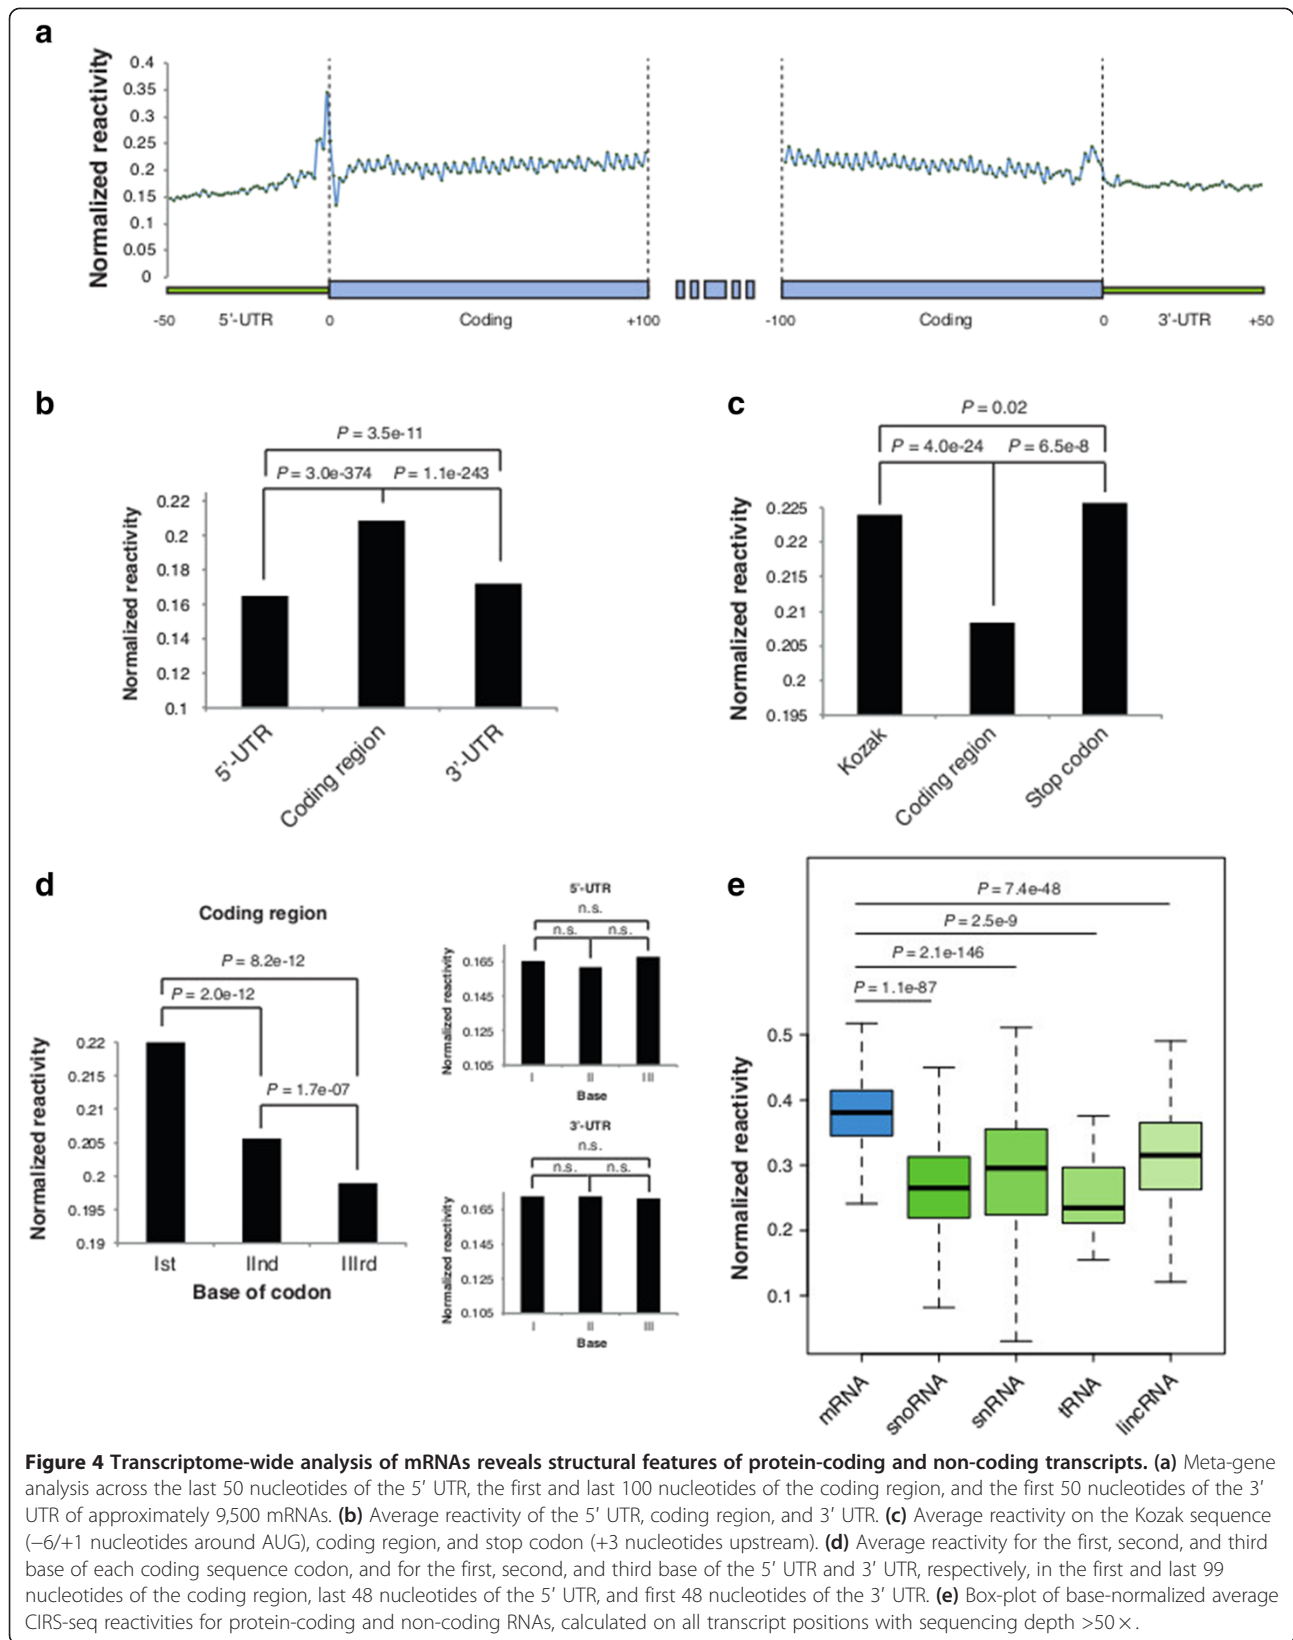 a
Normalized reactivity
0.4
0.35
0.3
0.25
0.2
0.15
0.1
0.05
0
-50 5'-UTR 0 Coding +100 -100 Coding 0 3'-UTR +50
b
P = 3.5e-11
P = 3.0e-374 P = 1.1e-243
Normalized reactivity
0.22
0.2
0.18
0.16
0.14
0.12
0.1
5'-UTR Coding region 3'-UTR
c
P = 0.02
P = 4.0e-24 P = 6.5e-8
Normalized reactivity
0.225
0.22
0.215
0.21
0.205
0.2
0.195
Kozak Coding region Stop codon
d
Coding region
P = 8.2e-12
P = 2.0e-12
P = 1.7e-07
Normalized reactivity
0.22
0.215
0.21
0.205
0.2
0.195
0.19
Ist IInd IIIrd
Base of codon
5'-UTR
n.s.
n.s. n.s.
Normalized reactivity
0.165
0.145
0.125
0.105
I II III
Base
3'-UTR
n.s.
n.s. n.s.
Normalized reactivity
0.165
0.145
0.125
0.105
I II III
Base
e
P = 7.4e-48
P = 2.5e-9
P = 2.1e-146
P = 1.1e-87
Normalized reactivity
0.5
0.4
0.3
0.2
0.1
mRNA snoRNA snRNA tRNA lincRNA
Figure 4 Transcriptome-wide analysis of mRNAs reveals structural features of protein-coding and non-coding transcripts. (a) Meta-gene
analysis across the last 50 nucleotides of the 5′ UTR, the first and last 100 nucleotides of the coding region, and the first 50 nucleotides of the 3′
UTR of approximately 9,500 mRNAs. (b) Average reactivity of the 5′ UTR, coding region, and 3′ UTR. (c) Average reactivity on the Kozak sequence
(−6/+1 nucleotides around AUG), coding region, and stop codon (+3 nucleotides upstream). (d) Average reactivity for the first, second, and third
base of each coding sequence codon, and for the first, second, and third base of the 5′ UTR and 3′ UTR, respectively, in the first and last 99
nucleotides of the coding region, last 48 nucleotides of the 5′ UTR, and first 48 nucleotides of the 3′ UTR. (e) Box-plot of base-normalized average
CIRS-seq reactivities for protein-coding and non-coding RNAs, calculated on all transcript positions with sequencing depth >50 ×.